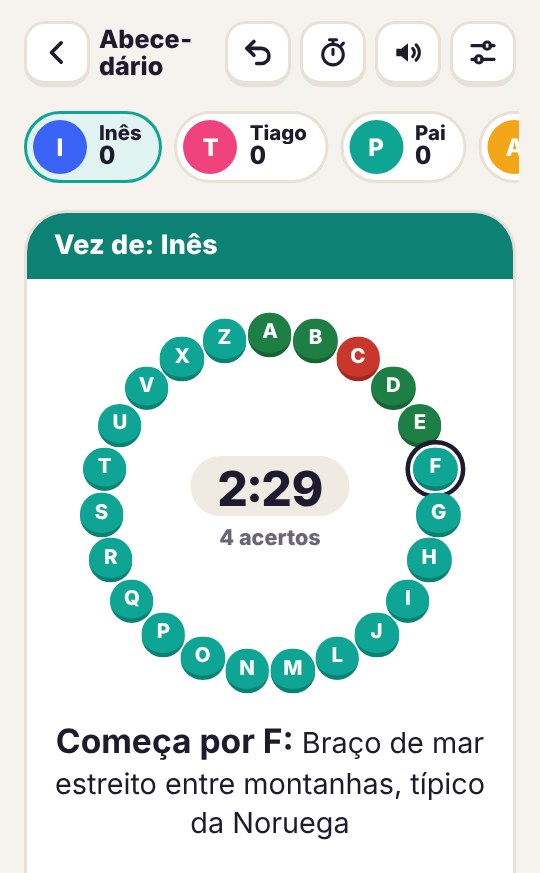 Abece-
dário
I
Inês
0
T
Tiago
0
P
Pai
0
A
Vez de: Inês
A
B
C
D
E
F
G
H
I
J
L
M
N
O
P
Q
R
S
T
U
V
X
Z
2:29
4 acertos
Começa por F: Braço de mar
estreito entre montanhas, típico
da Noruega